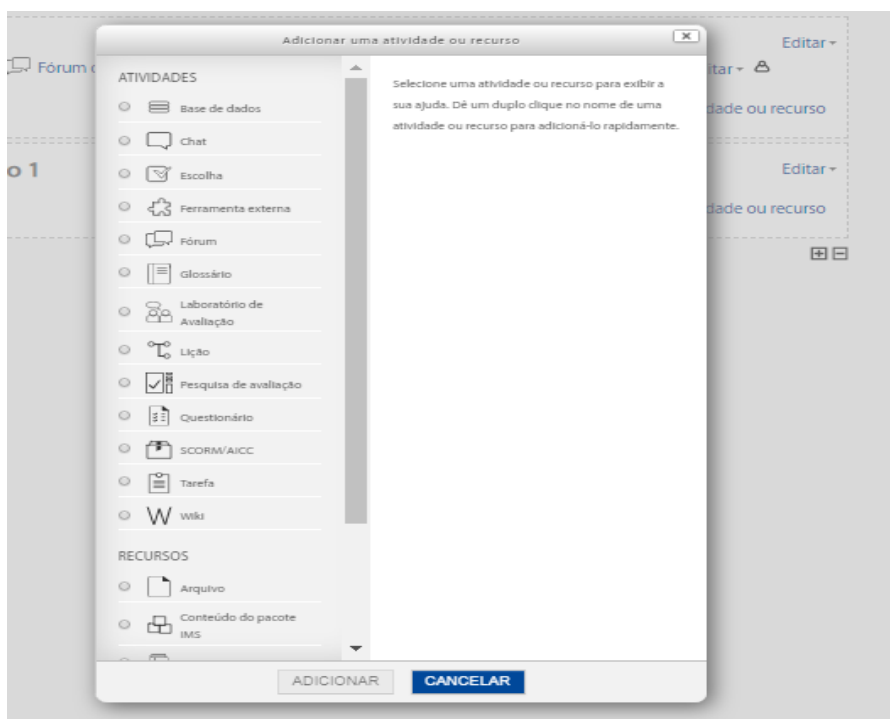 Adicionar uma atividade ou recurso
Editar
Fórum
itar
dade ou recurso
o 1
Editar
dade ou recurso
ATIVIDADES
Base de dados
Chat
Escolha
Ferramenta externa
Fórum
Glossário
Laboratório de
Avaliação
Lição
Pesquisa de avaliação
Questionário
SCORM/AICC
Tarefa
Wiki
RECURSOS
Arquivo
Conteúdo do pacote
IMS
Selecione uma atividade ou recurso para exibir a
sua ajuda. Dê um duplo clique no nome de uma
atividade ou recurso para adicioná-lo rapidamente.
ADICIONAR
CANCELAR